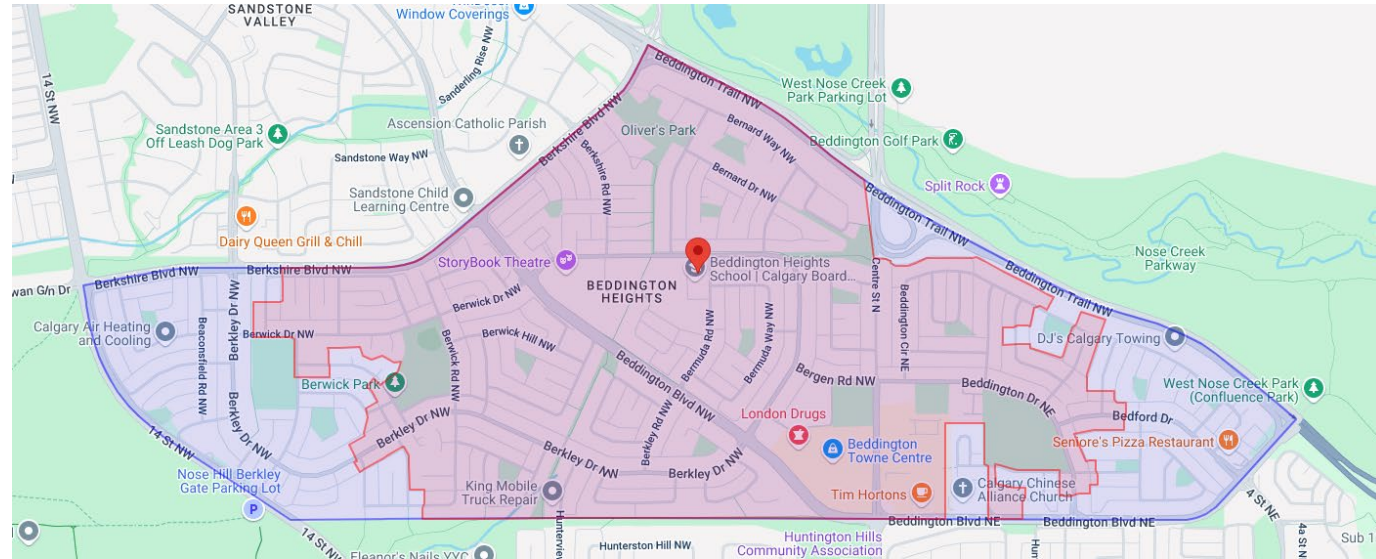 SANDSTONE
VALLEY
Window Coverings
14 St NW
Sanderling Rise NW
Ascension Catholic Parish
Sandstone Area 3
Off Leash Dog Park
Sandstone Way NW
Sandstone Child
Learning Centre
Dairy Queen Grill & Chill
Berkshire Blvd NW
Beddington Trail NW
West Nose Creek
Park Parking Lot
Beddington Golf Park
Split Rock
Oliver's Park
Bernard Way NW
Bernard Dr NW
Berkshire Rd NW
Beddington Trail NW
Nose Creek
Parkway
Beddington Trail NW
StoryBook Theatre
Beddington Heights
School | Calgary Board...
BEDDINGTON
HEIGHTS
Berkshire Blvd NW
Berkshire Blvd NW
Calgary Air Heating
and Cooling
Beaconsfield Rd NW
Berkley Dr NW
Berwick Dr NW
Berwick Dr NW
Berwick Hill NW
Berwick Rd NW
Berwick Park
Bermuda Rd NW
Bermuda Way NW
Centre St N
Beddington Cir NE
DJ's Calgary Towing
Beddington Blvd NW
Bergen Rd NW
Beddington Dr NE
West Nose Creek Park
(Confluence Park)
Bedford Dr
Seniore's Pizza Restaurant
London Drugs
Beddington
Towne Centre
Berkley Dr NW
Berkley Rd NW
Berkley Dr NW
Berkley Dr NW
14 St NW
Nose Hill Berkley
Gate Parking Lot
P
King Mobile
Truck Repair
Tim Hortons
Calgary Chinese
Alliance Church
Beddington Blvd NE
Beddington Blvd NE
4 St NE
4a St N
Sub 1
14 St NW
Eleanor's Nails YYC
Hunterview
Hunterston Hill NW
Huntington Hills
Community Association